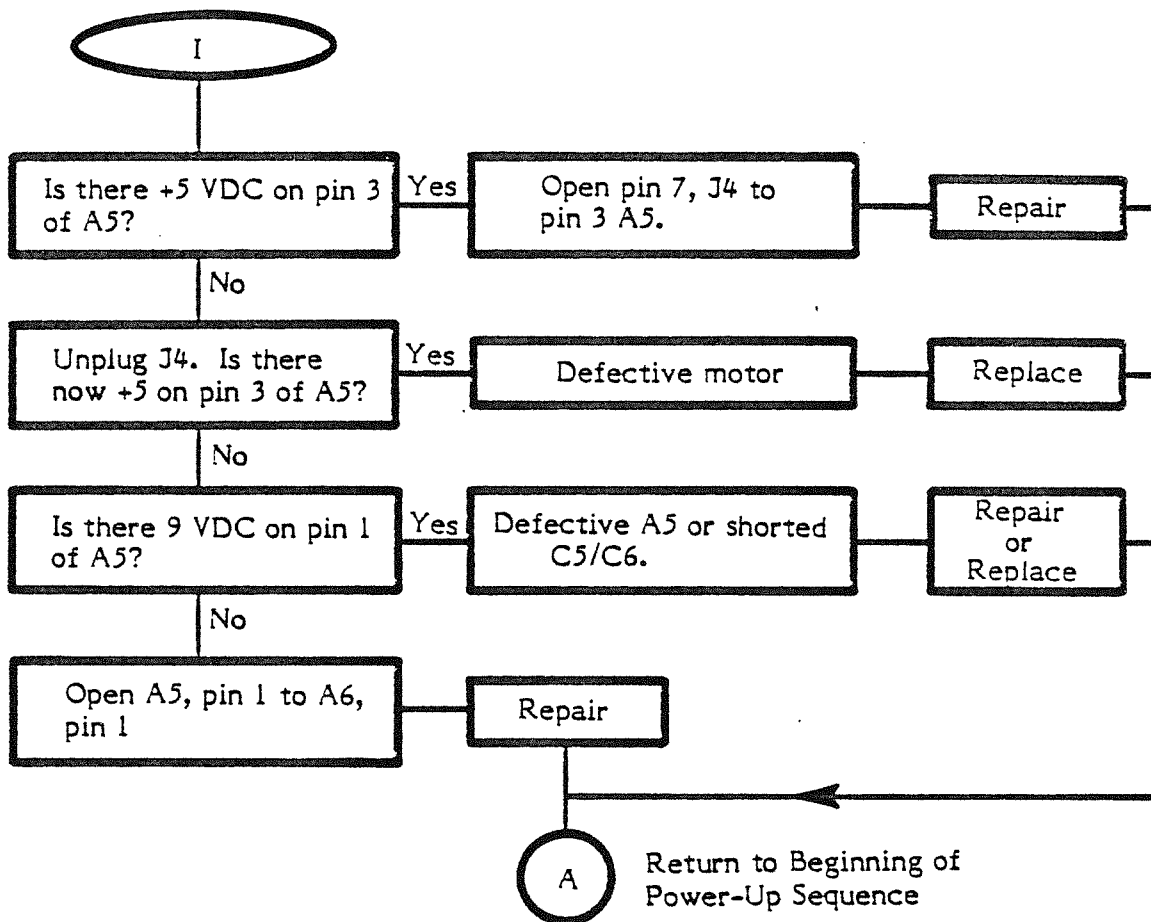 I
Is there +5 VDC on pin 3
of A5?
Yes
Open pin 7, J4 to
pin 3 A5.
Repair
No
Unplug J4. Is there
now +5 on pin 3 of A5?
Yes
Defective motor
Replace
No
Is there 9 VDC on pin 1
of A5?
Yes
Defective A5 or shorted
C5/C6.
Repair
or
Replace
No
Open A5, pin 1 to A6,
pin 1
Repair
A
Return to Beginning of
Power-Up Sequence